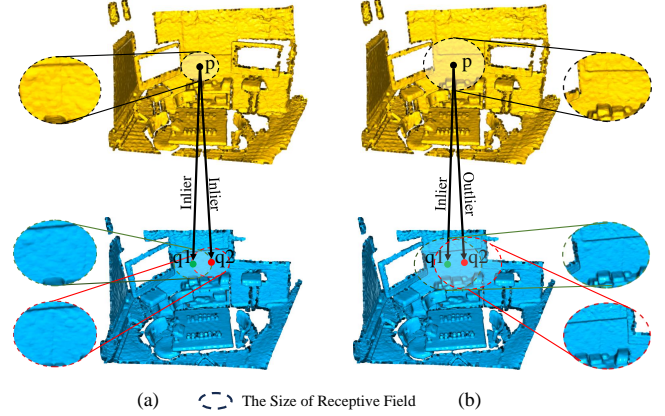 p
p
Inlier
Inlier
Inlier
Outlier
q1
q2
q1
q2
(a)
The Size of Receptive Field
(b)